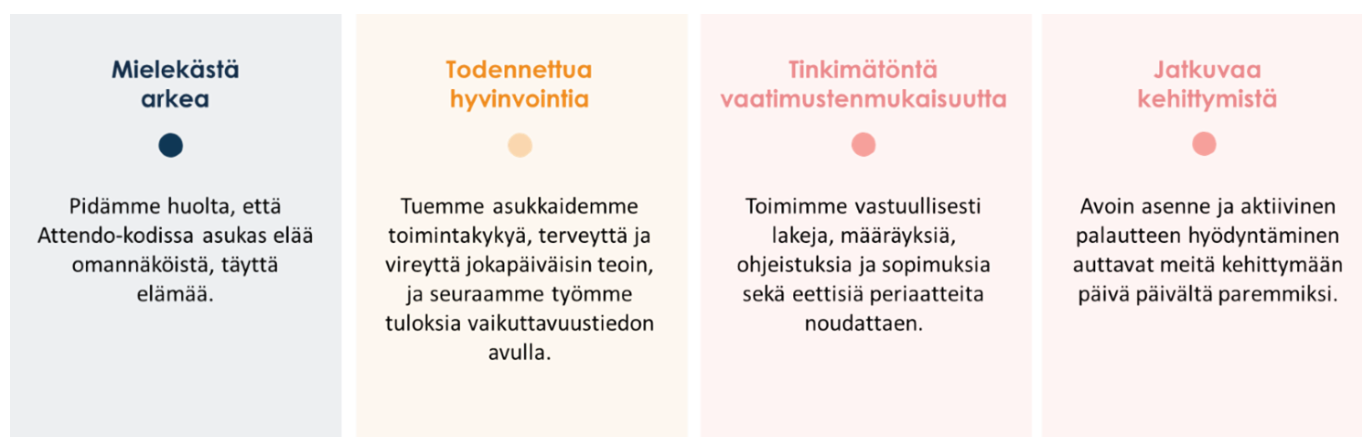 Mielekästä
arkea
Pidämme huolta, että
Attendo-kodissa asukas elää
omannäköistä, täyttä
elämää.
Todennettua
hyvinvointia
Tuemme asukkaidemme
toimintakykyä, terveyttä ja
vireyttä jokapäiväisin teoin,
ja seuraamme työmme
tuloksia vaikuttavuustiedon
avulla.
Tinkimätöntä
vaatimustenmukaisuutta
Toimimme vastuullisesti
lakeja, määräyksiä,
ohjeistuksia ja sopimuksia
sekä eettisiä periaatteita
noudattaen.
Jatkuvaa
kehittymistä
Avoin asenne ja aktiivinen
palautteen hyödyntäminen
auttavat meitä kehittymään
päivä päivältä paremmiksi.